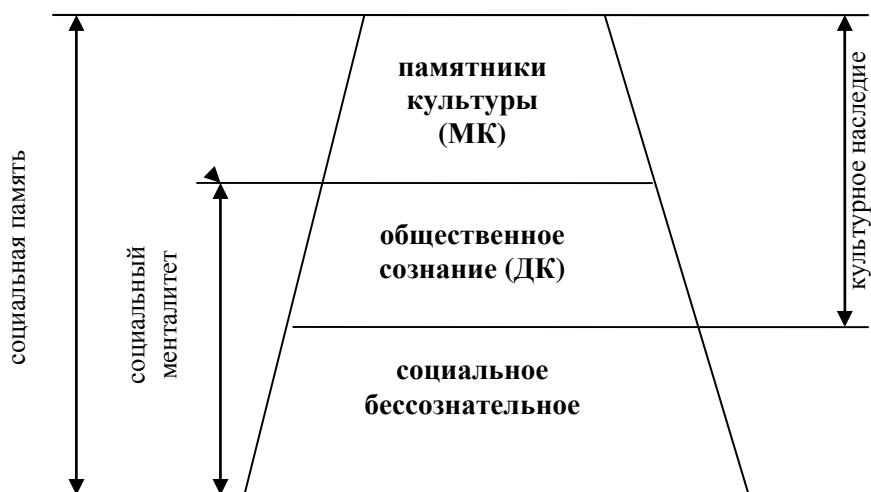 социальная память
социальный
менталитет
памятники
культуры
(МК)
общественное
сознание (ДК)
социальное
бессознательное
культурное наследие